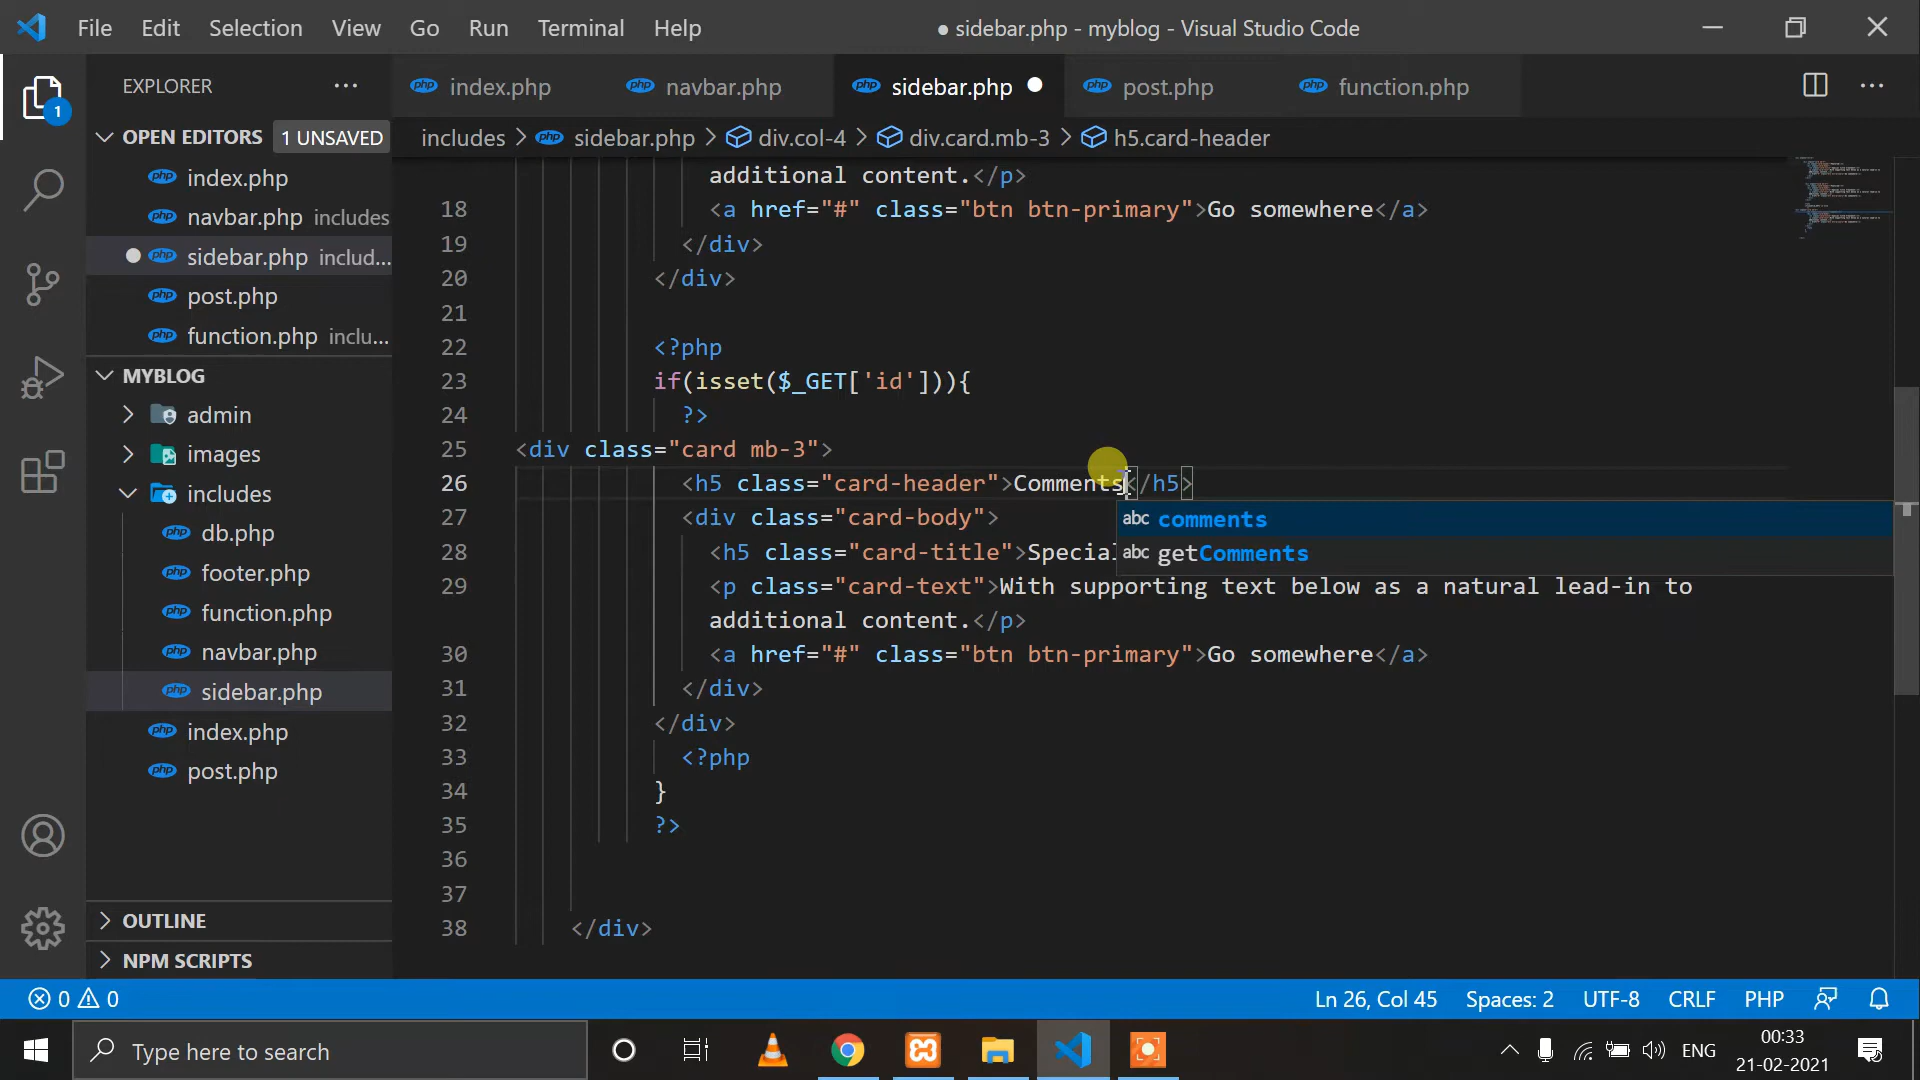 File Edit Selection View Go Run Terminal Help
● sidebar.php - myblog - Visual Studio Code
EXPLORER
index.php navbar.php sidebar.php post.php function.php
OPEN EDITORS 1 UNSAVED
includes > sidebar.php > div.col-4 > div.card.mb-3 > h5.card-header
index.php
navbar.php includes
sidebar.php includ...
post.php
function.php inclu...
MYBLOG
admin
images
includes
db.php
footer.php
function.php
navbar.php
sidebar.php
index.php
post.php
OUTLINE
NPM SCRIPTS
additional content.</p>
18 <a href="#" class="btn btn-primary">Go somewhere</a>
19 </div>
20 </div>
21
22 <?php
23 if(isset($_GET['id'])){
24 ?>
25 <div class="card mb-3">
26 <h5 class="card-header">Comments</h5>
27 <div class="card-body">
abc comments
28 <h5 class="card-title">Special
abc getComments
29 <p class="card-text">With supporting text below as a natural lead-in to
additional content.</p>
30 <a href="#" class="btn btn-primary">Go somewhere</a>
31 </div>
32 </div>
33 <?php
34 }
35 ?>
36
37
38 </div>
1
0 0
Ln 26, Col 45 Spaces: 2 UTF-8 CRLF PHP
Type here to search
ENG
00:33
21-02-2021